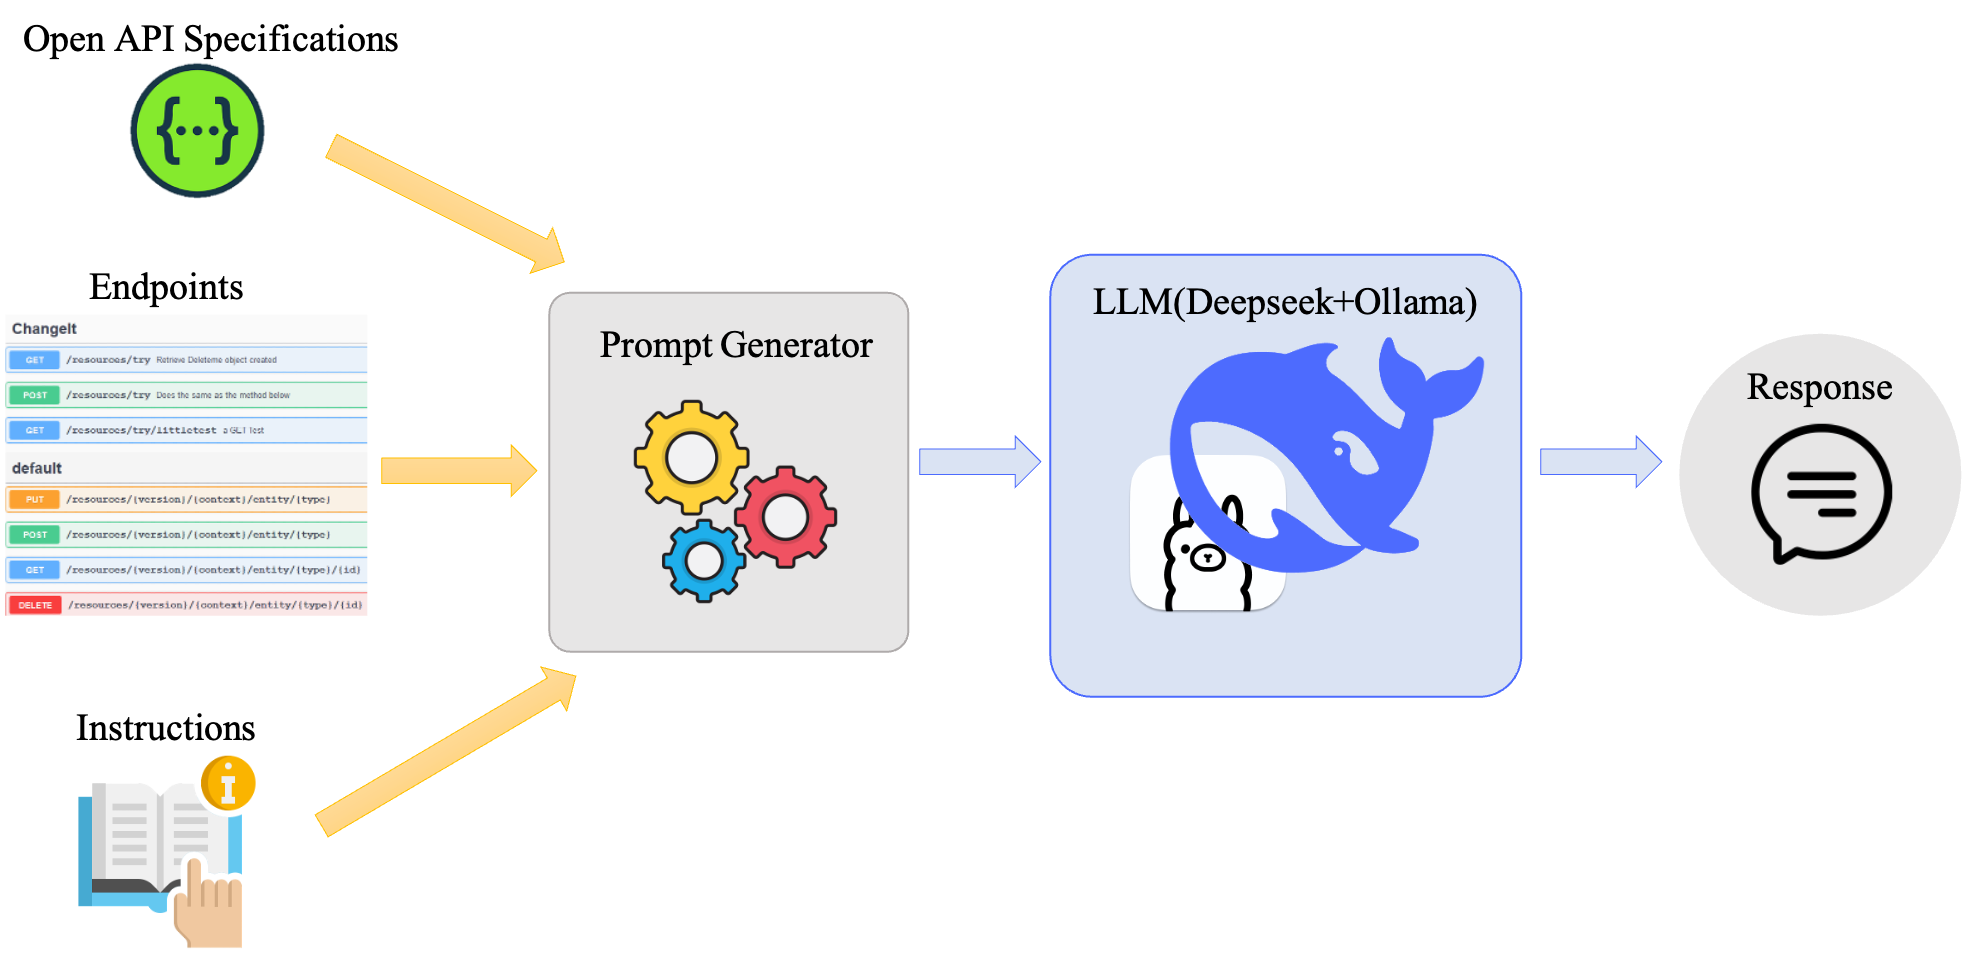 Open API Specifications
{...}
Endpoints
ChangeIt
GET /resources/try Retrieve Deleteme object created
POST /resources/try Does the same as the method below
GET /resources/try/littletest a GET test
default
PUT /resources/{version}/{context}/entity/{type}
POST /resources/{version}/{context}/entity/{type}
GET /resources/{version}/{context}/entity/{type}/{id}
DELETE /resources/{version}/{context}/entity/{type}/{id}
Instructions
i
Prompt Generator
LLM(Deepseek+Ollama)
Response